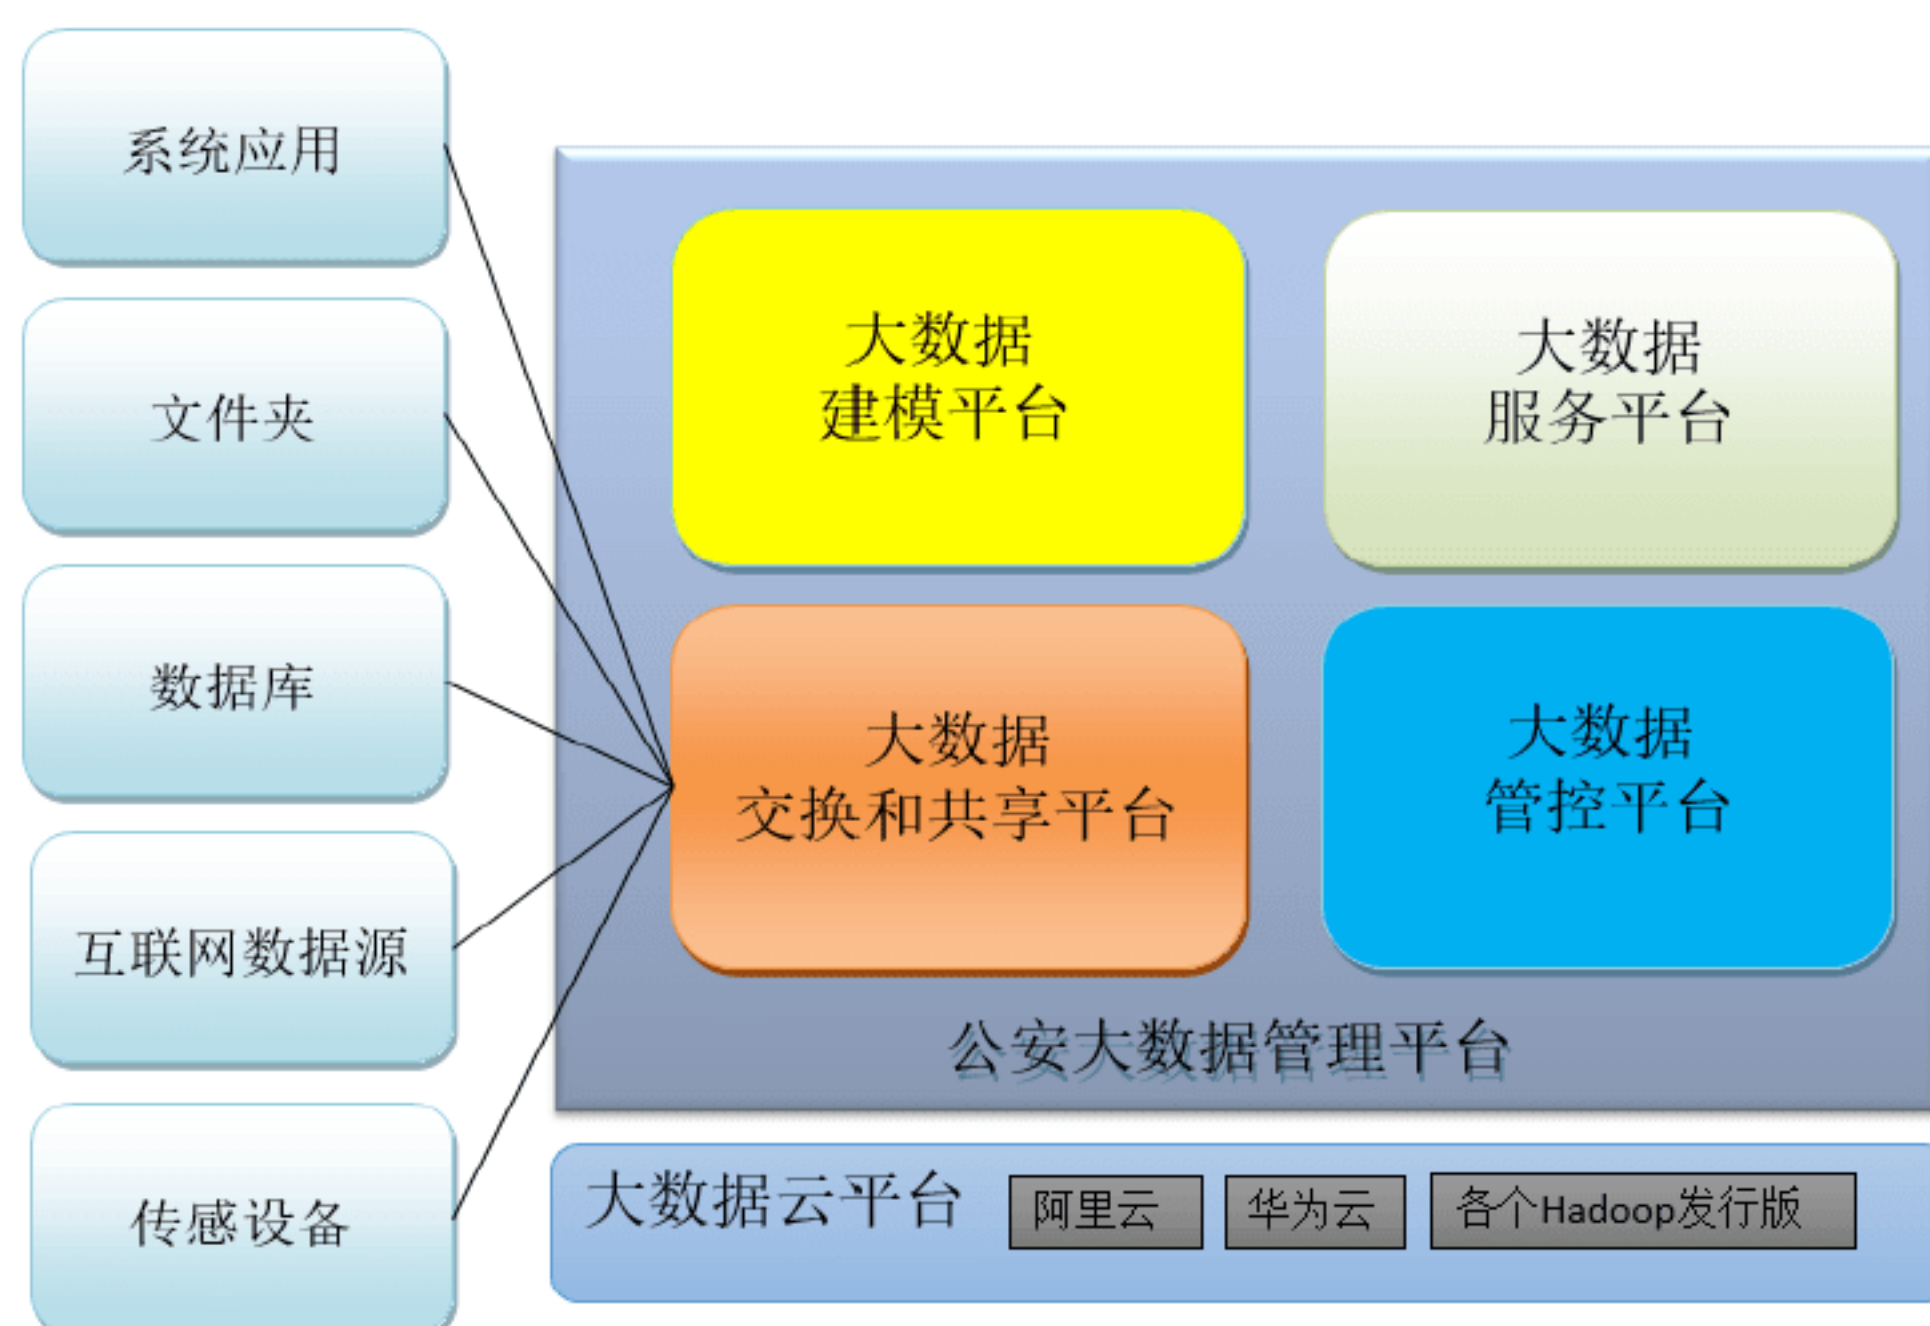 系统应用
文件夹
数据库
互联网数据源
传感设备
大数据
建模平台
大数据
服务平台
大数据
交换和共享平台
大数据
管控平台
公安大数据管理平台
大数据云平台
阿里云
华为云
各个Hadoop发行版